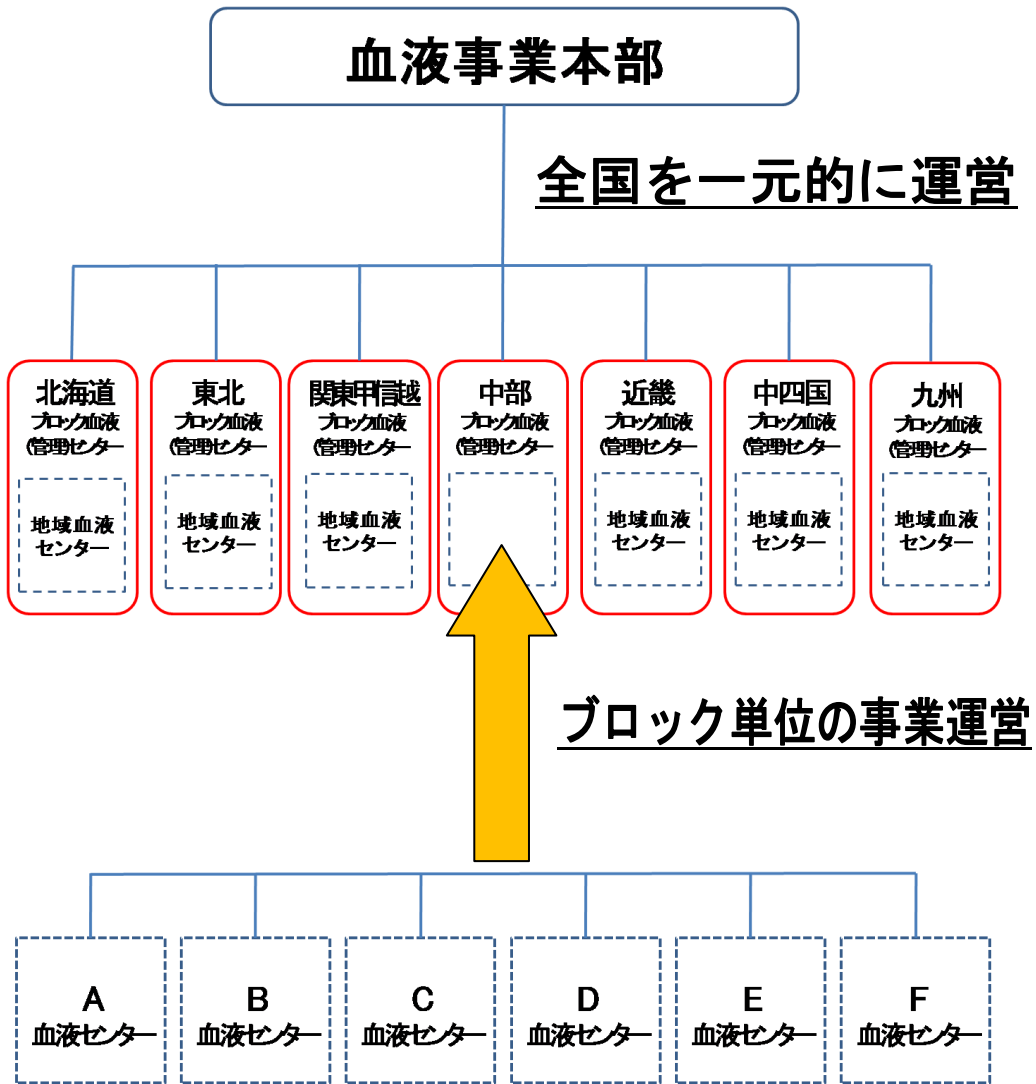 血液事業本部
全国を一元的に運営
北海道
ブロック血液
(管理)センター
地域血液
センター
東北
ブロック血液
(管理)センター
地域血液
センター
関東甲信越
ブロック血液
(管理)センター
地域血液
センター
中部
ブロック血液
(管理)センター
近畿
ブロック血液
(管理)センター
地域血液
センター
中四国
ブロック血液
(管理)センター
地域血液
センター
九州
ブロック血液
(管理)センター
地域血液
センター
ブロック単位の事業運営
A
血液センター
B
血液センター
C
血液センター
D
血液センター
E
血液センター
F
血液センター